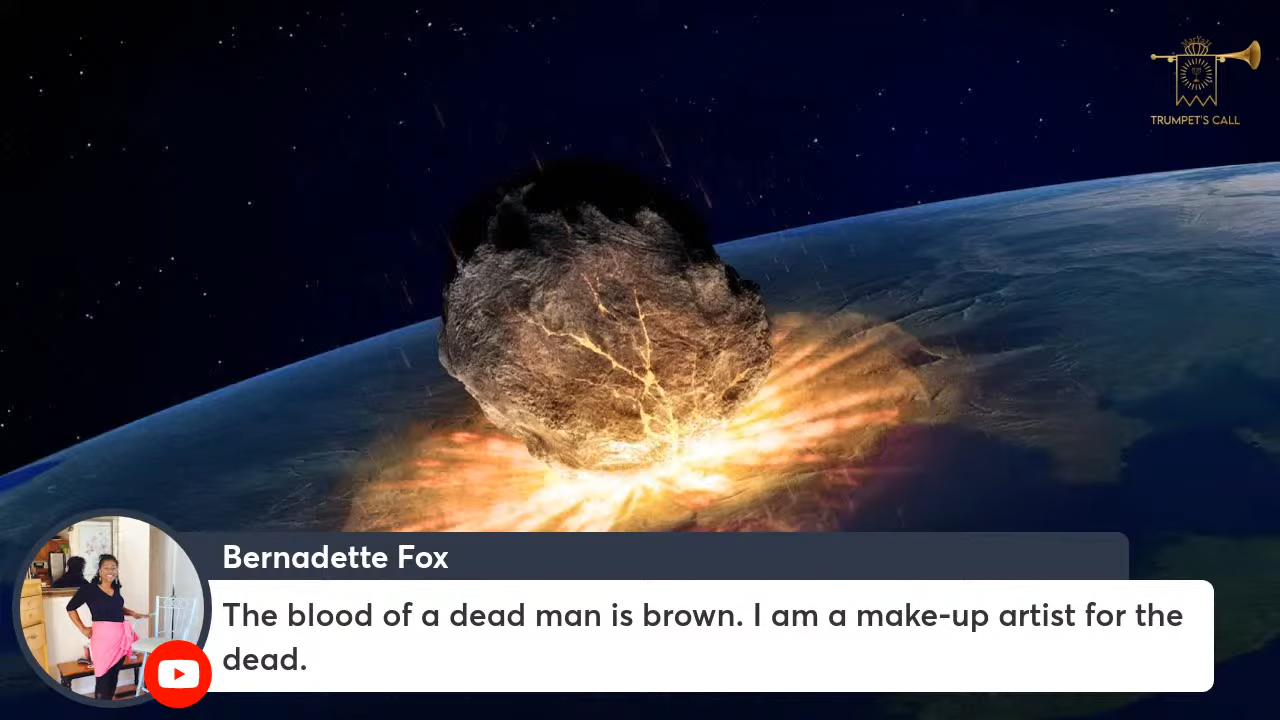 TRUMPET'S CALL
Bernadette Fox
The blood of a dead man is brown. I am a make-up artist for the
dead.